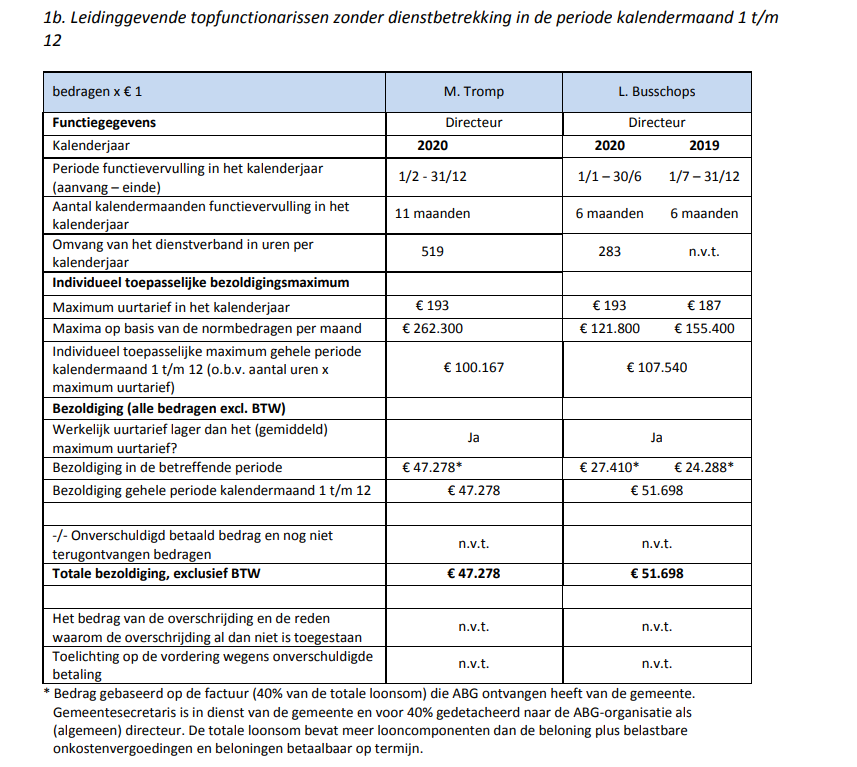 1b. Leidinggevende topfunctionarissen zonder dienstbetrekking in de periode kalendermaand 1 t/m
12
bedragen x € 1 M. Tromp L. Busschops
Functiegegevens Directeur Directeur
Kalenderjaar 2020 2020 2019
Periode functievervulling in het kalenderjaar
(aanvang – einde) 1/2 - 31/12 1/1 – 30/6 1/7 – 31/12
Aantal kalendermaanden functievervulling in het
kalenderjaar 11 maanden 6 maanden 6 maanden
Omvang van het dienstverband in uren per
kalenderjaar 519 283 n.v.t.
Individueel toepasselijke bezoldigingsmaximum
Maximum uurtarief in het kalenderjaar € 193 € 193 € 187
Maxima op basis van de normbedragen per maand € 262.300 € 121.800 € 155.400
Individueel toepasselijke maximum gehele periode
kalendermaand 1 t/m 12 (o.b.v. aantal uren x € 100.167 € 107.540
maximum uurtarief)
Bezoldiging (alle bedragen excl. BTW)
Werkelijk uurtarief lager dan het (gemiddeld)
maximum uurtarief? Ja Ja
Bezoldiging in de betreffende periode € 47.278* € 27.410* € 24.288*
Bezoldiging gehele periode kalendermaand 1 t/m 12 € 47.278 € 51.698
-/- Onverschuldigd betaald bedrag en nog niet
terugontvangen bedragen n.v.t. n.v.t.
Totale bezoldiging, exclusief BTW € 47.278 € 51.698
Het bedrag van de overschrijding en de reden
waarom de overschrijding al dan niet is toegestaan n.v.t. n.v.t.
Toelichting op de vordering wegens onverschuldigde
betaling n.v.t. n.v.t.
* Bedrag gebaseerd op de factuur (40% van de totale loonsom) die ABG ontvangen heeft van de gemeente.
Gemeentesecretaris is in dienst van de gemeente en voor 40% gedetacheerd naar de ABG-organisatie als
(algemeen) directeur. De totale loonsom bevat meer looncomponenten dan de beloning plus belastbare
onkostenvergoedingen en beloningen betaalbaar op termijn.